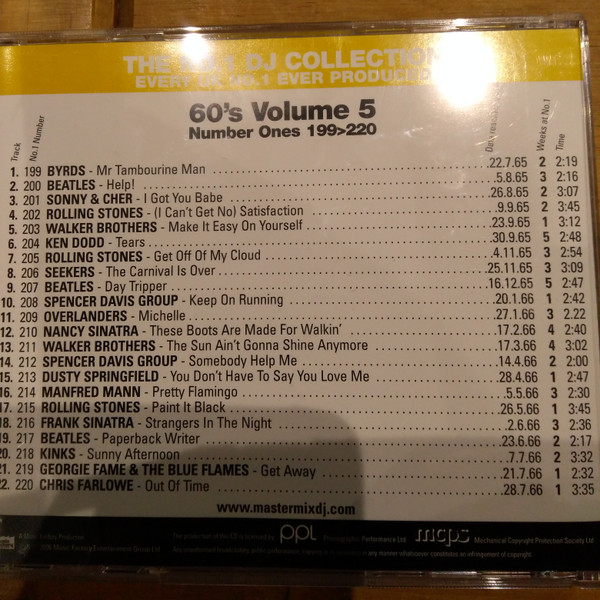 THE NO.1 DJ COLLECTION
EVERY UK NO.1 EVER PRODUCED
60's Volume 5
Number Ones 199>220
Track No.1 Number Weeks at No.1 Time
1. 199 BYRDS - Mr Tambourine Man 22.7.65 2 2:19
2. 200 BEATLES - Help! 5.8.65 3 2:16
3. 201 SONNY & CHER - I Got You Babe 26.8.65 2 3:07
4. 202 ROLLING STONES - (I Can't Get No) Satisfaction 9.9.65 2 3:45
5. 203 WALKER BROTHERS - Make It Easy On Yourself 23.9.65 1 3:12
6. 204 KEN DODD - Tears 30.9.65 5 2:48
7. 205 ROLLING STONES - Get Off Of My Cloud 4.11.65 3 2:54
8. 206 SEEKERS - The Carnival Is Over 25.11.65 3 3:09
9. 207 BEATLES - Day Tripper 16.12.65 5 2:47
10. 208 SPENCER DAVIS GROUP - Keep On Running 20.1.66 1 2:42
11. 209 OVERLANDERS - Michelle 27.1.66 3 2.22
12. 210 NANCY SINATRA - These Boots Are Made For Walkin' 17.2.66 4 2:40
13. 211 WALKER BROTHERS - The Sun Ain't Gonna Shine Anymore 17.3.66 4 3:02
14. 212 SPENCER DAVIS GROUP - Somebody Help Me 14.4.66 2 2:00
15. 213 DUSTY SPRINGFIELD - You Don't Have To Say You Love Me 28.4.66 1 2:47
16. 214 MANFRED MANN - Pretty Flamingo 5.5.66 3 2:30
17. 215 ROLLING STONES - Paint It Black 26.5.66 1 3:45
18. 216 FRANK SINATRA - Strangers In The Night 2.6.66 3 2:36
19. 217 BEATLES - Paperback Writer 23.6.66 2 2:17
20. 218 KINKS - Sunny Afternoon 7.7.66 2 3:32
21. 219 GEORGIE FAME & THE BLUE FLAMES - Get Away 21.7.66 1 2:32
22. 220 CHRIS FARLOWE - Out Of Time 28.7.66 1 3:35
www.mastermixdj.com
ppl
Performance Ltd
mcps
Mechanical Copyright Protection Society Ltd
Music Factory Entertainment Group Ltd